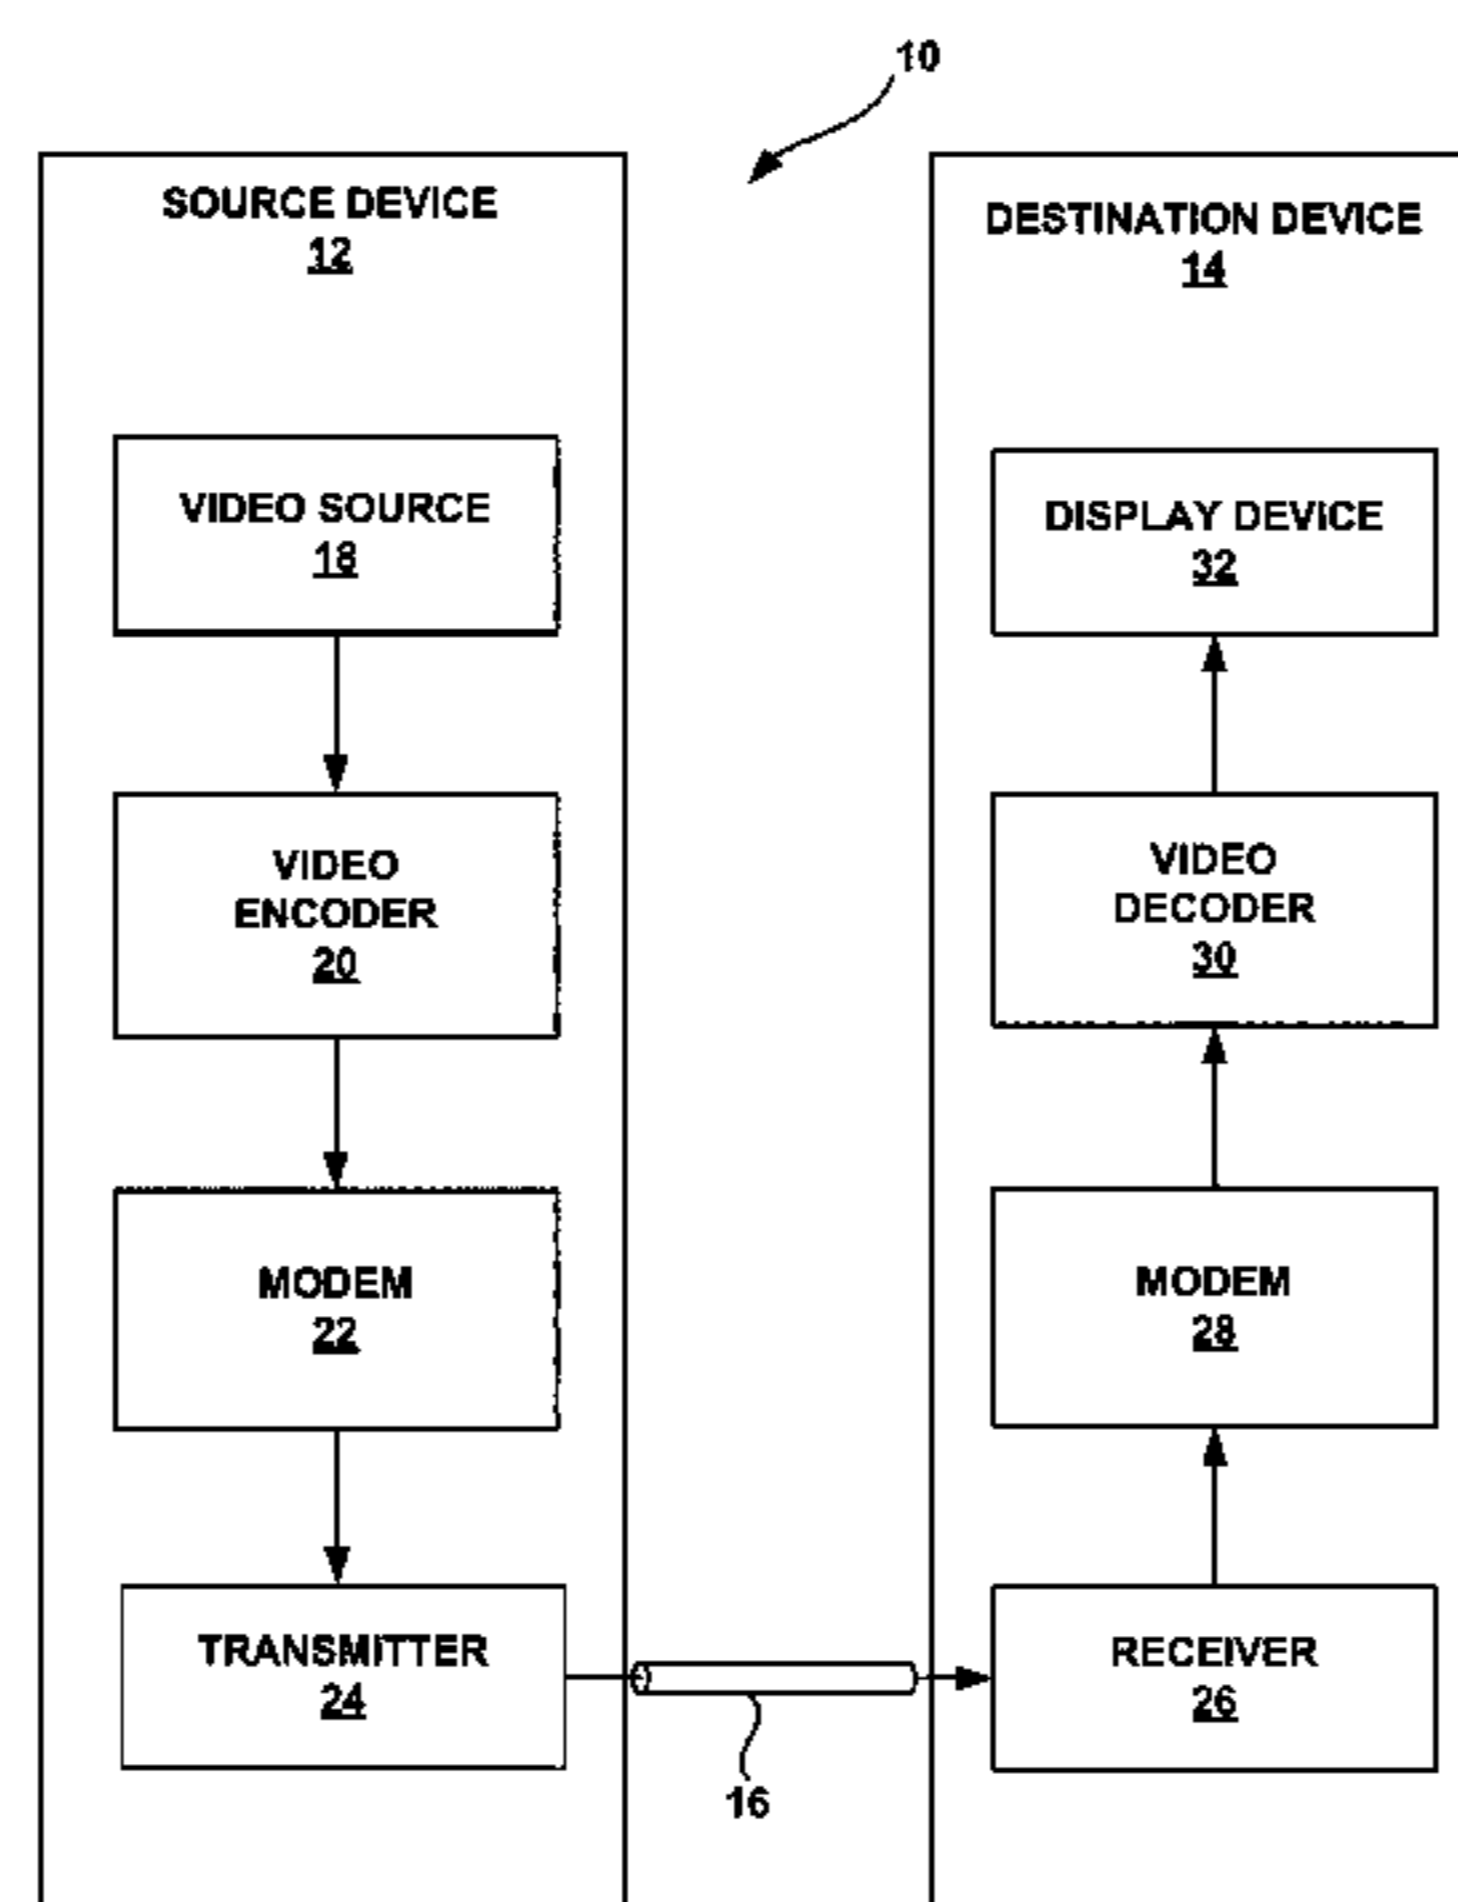 10
SOURCE DEVICE
12
VIDEO SOURCE
18
VIDEO
ENCODER
20
MODEM
22
TRANSMITTER
24
16
DESTINATION DEVICE
14
DISPLAY DEVICE
32
VIDEO
DECODER
30
MODEM
28
RECEIVER
26